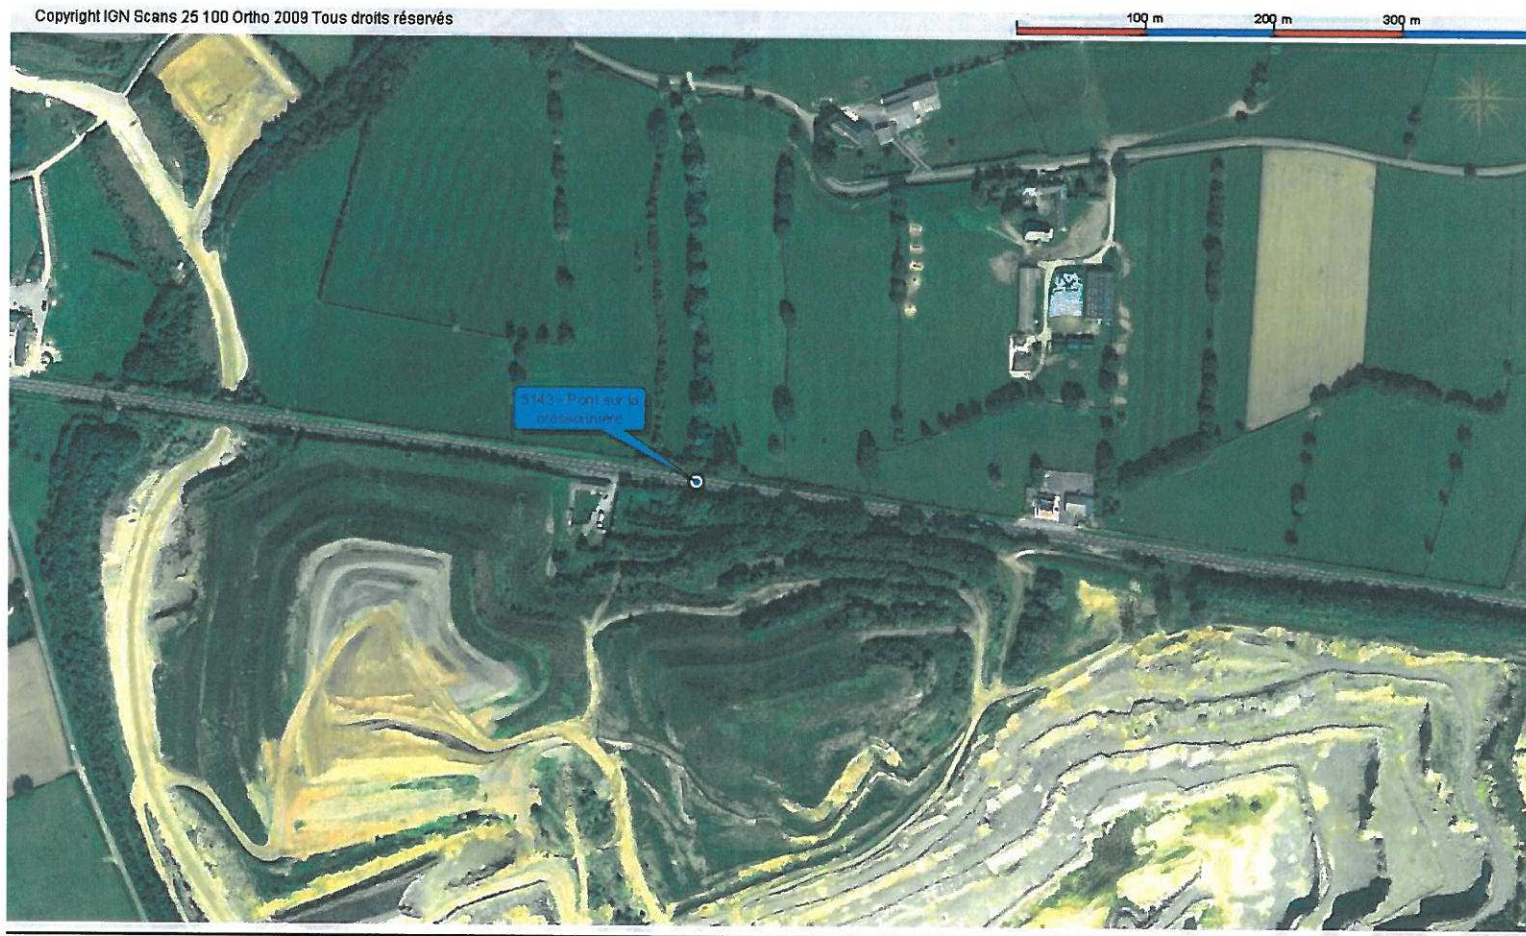 Copyright IGN Scans 25 100 Ortho 2009 Tous droits réservés
100 m
200 m
300 m
5143 - Pont sur la